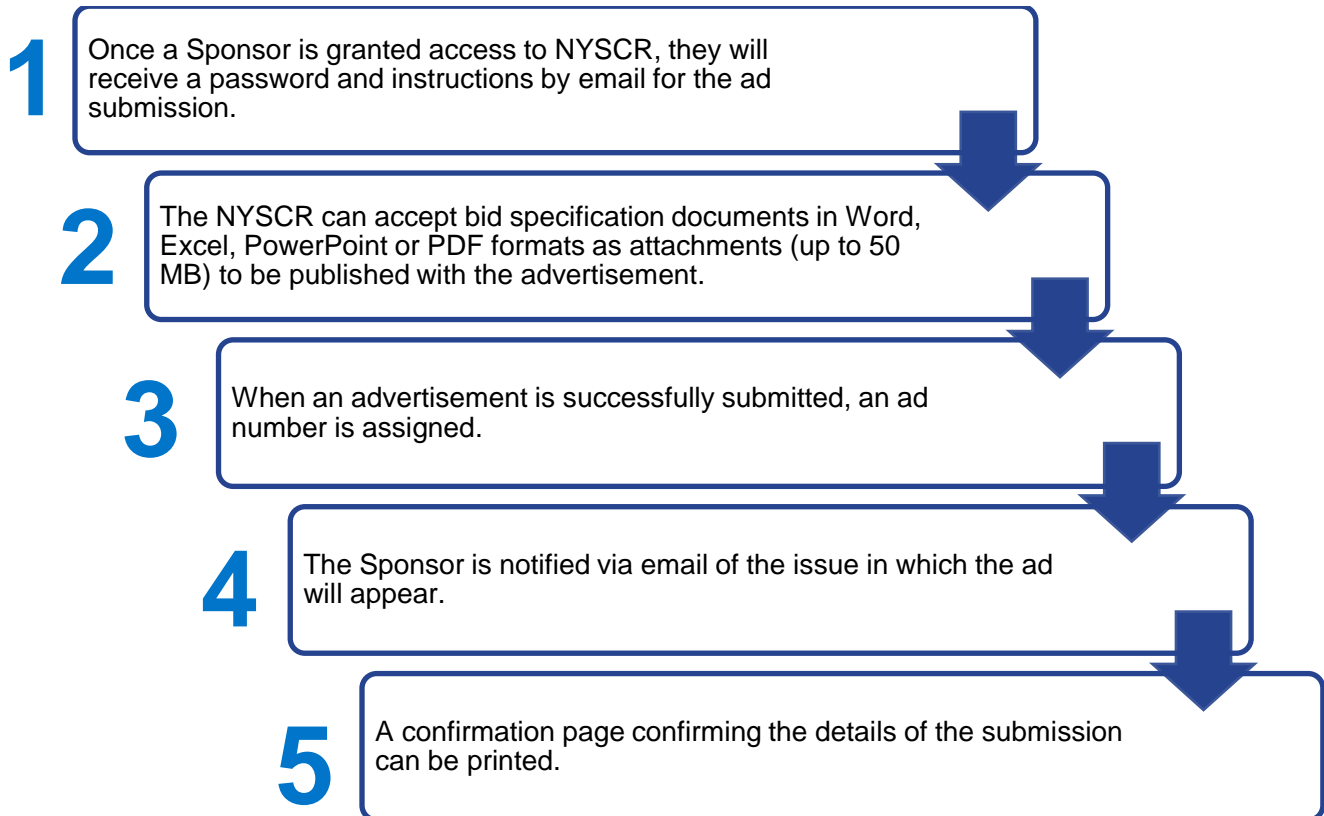 1
Once a Sponsor is granted access to NYSCR, they will
receive a password and instructions by email for the ad
submission.
2
The NYSCR can accept bid specification documents in Word,
Excel, PowerPoint or PDF formats as attachments (up to 50
MB) to be published with the advertisement.
3
When an advertisement is successfully submitted, an ad
number is assigned.
4
The Sponsor is notified via email of the issue in which the ad
will appear.
5
A confirmation page confirming the details of the submission
can be printed.